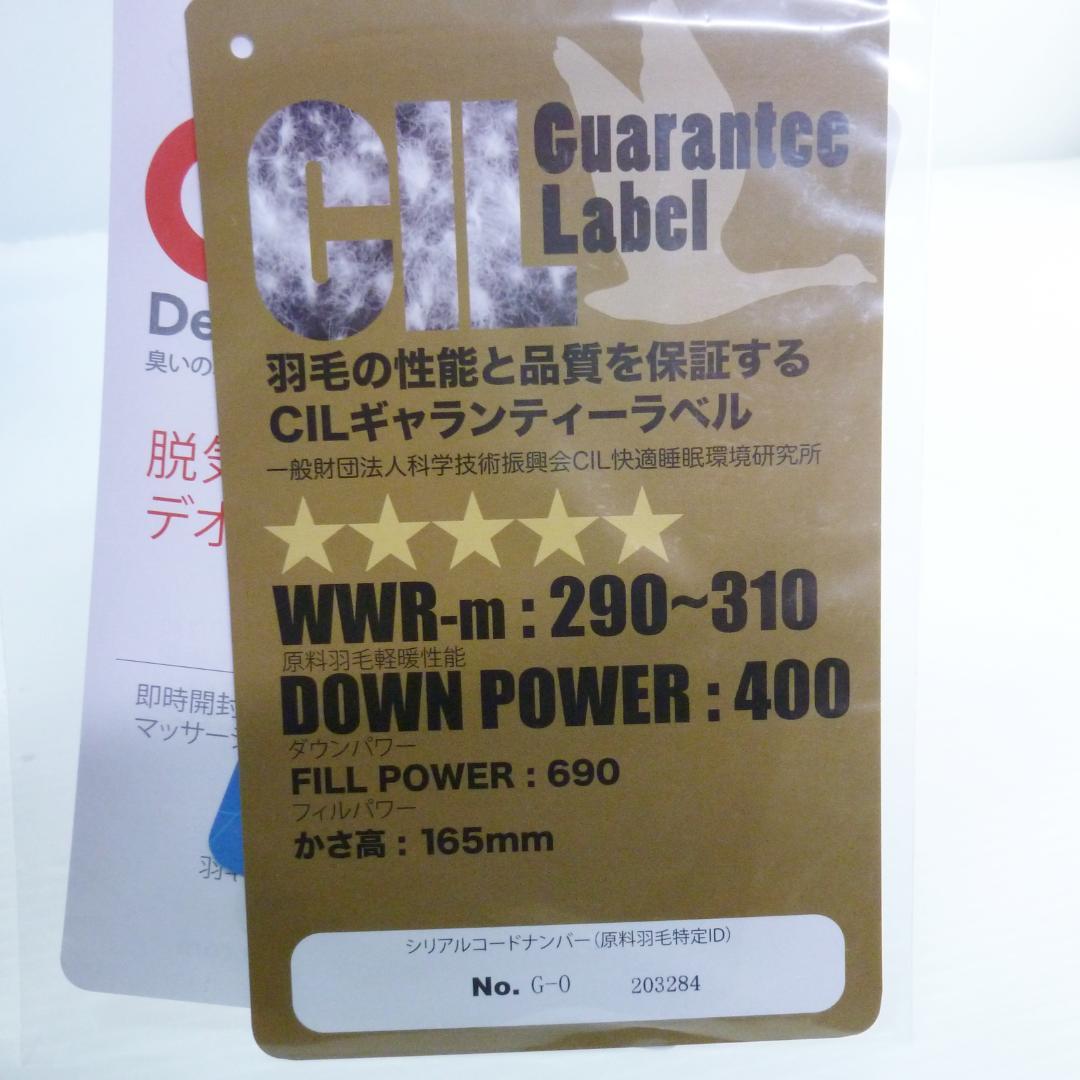 CIL
Guarantee
Label
羽毛の性能と品質を保証する
CILギャランティーラベル
一般財団法人科学技術振興会CIL快適睡眠環境研究所
WWR-m : 290~310
原料羽毛軽暖性能
DOWN POWER : 400
ダウンパワー
FILL POWER : 690
フィルパワー
かさ高 : 165mm
シリアルコードナンバー(原料羽毛特定ID)
No. G-0 203284
De
臭いの
脱気
デオ
即時開封
マッサージ
羽毛